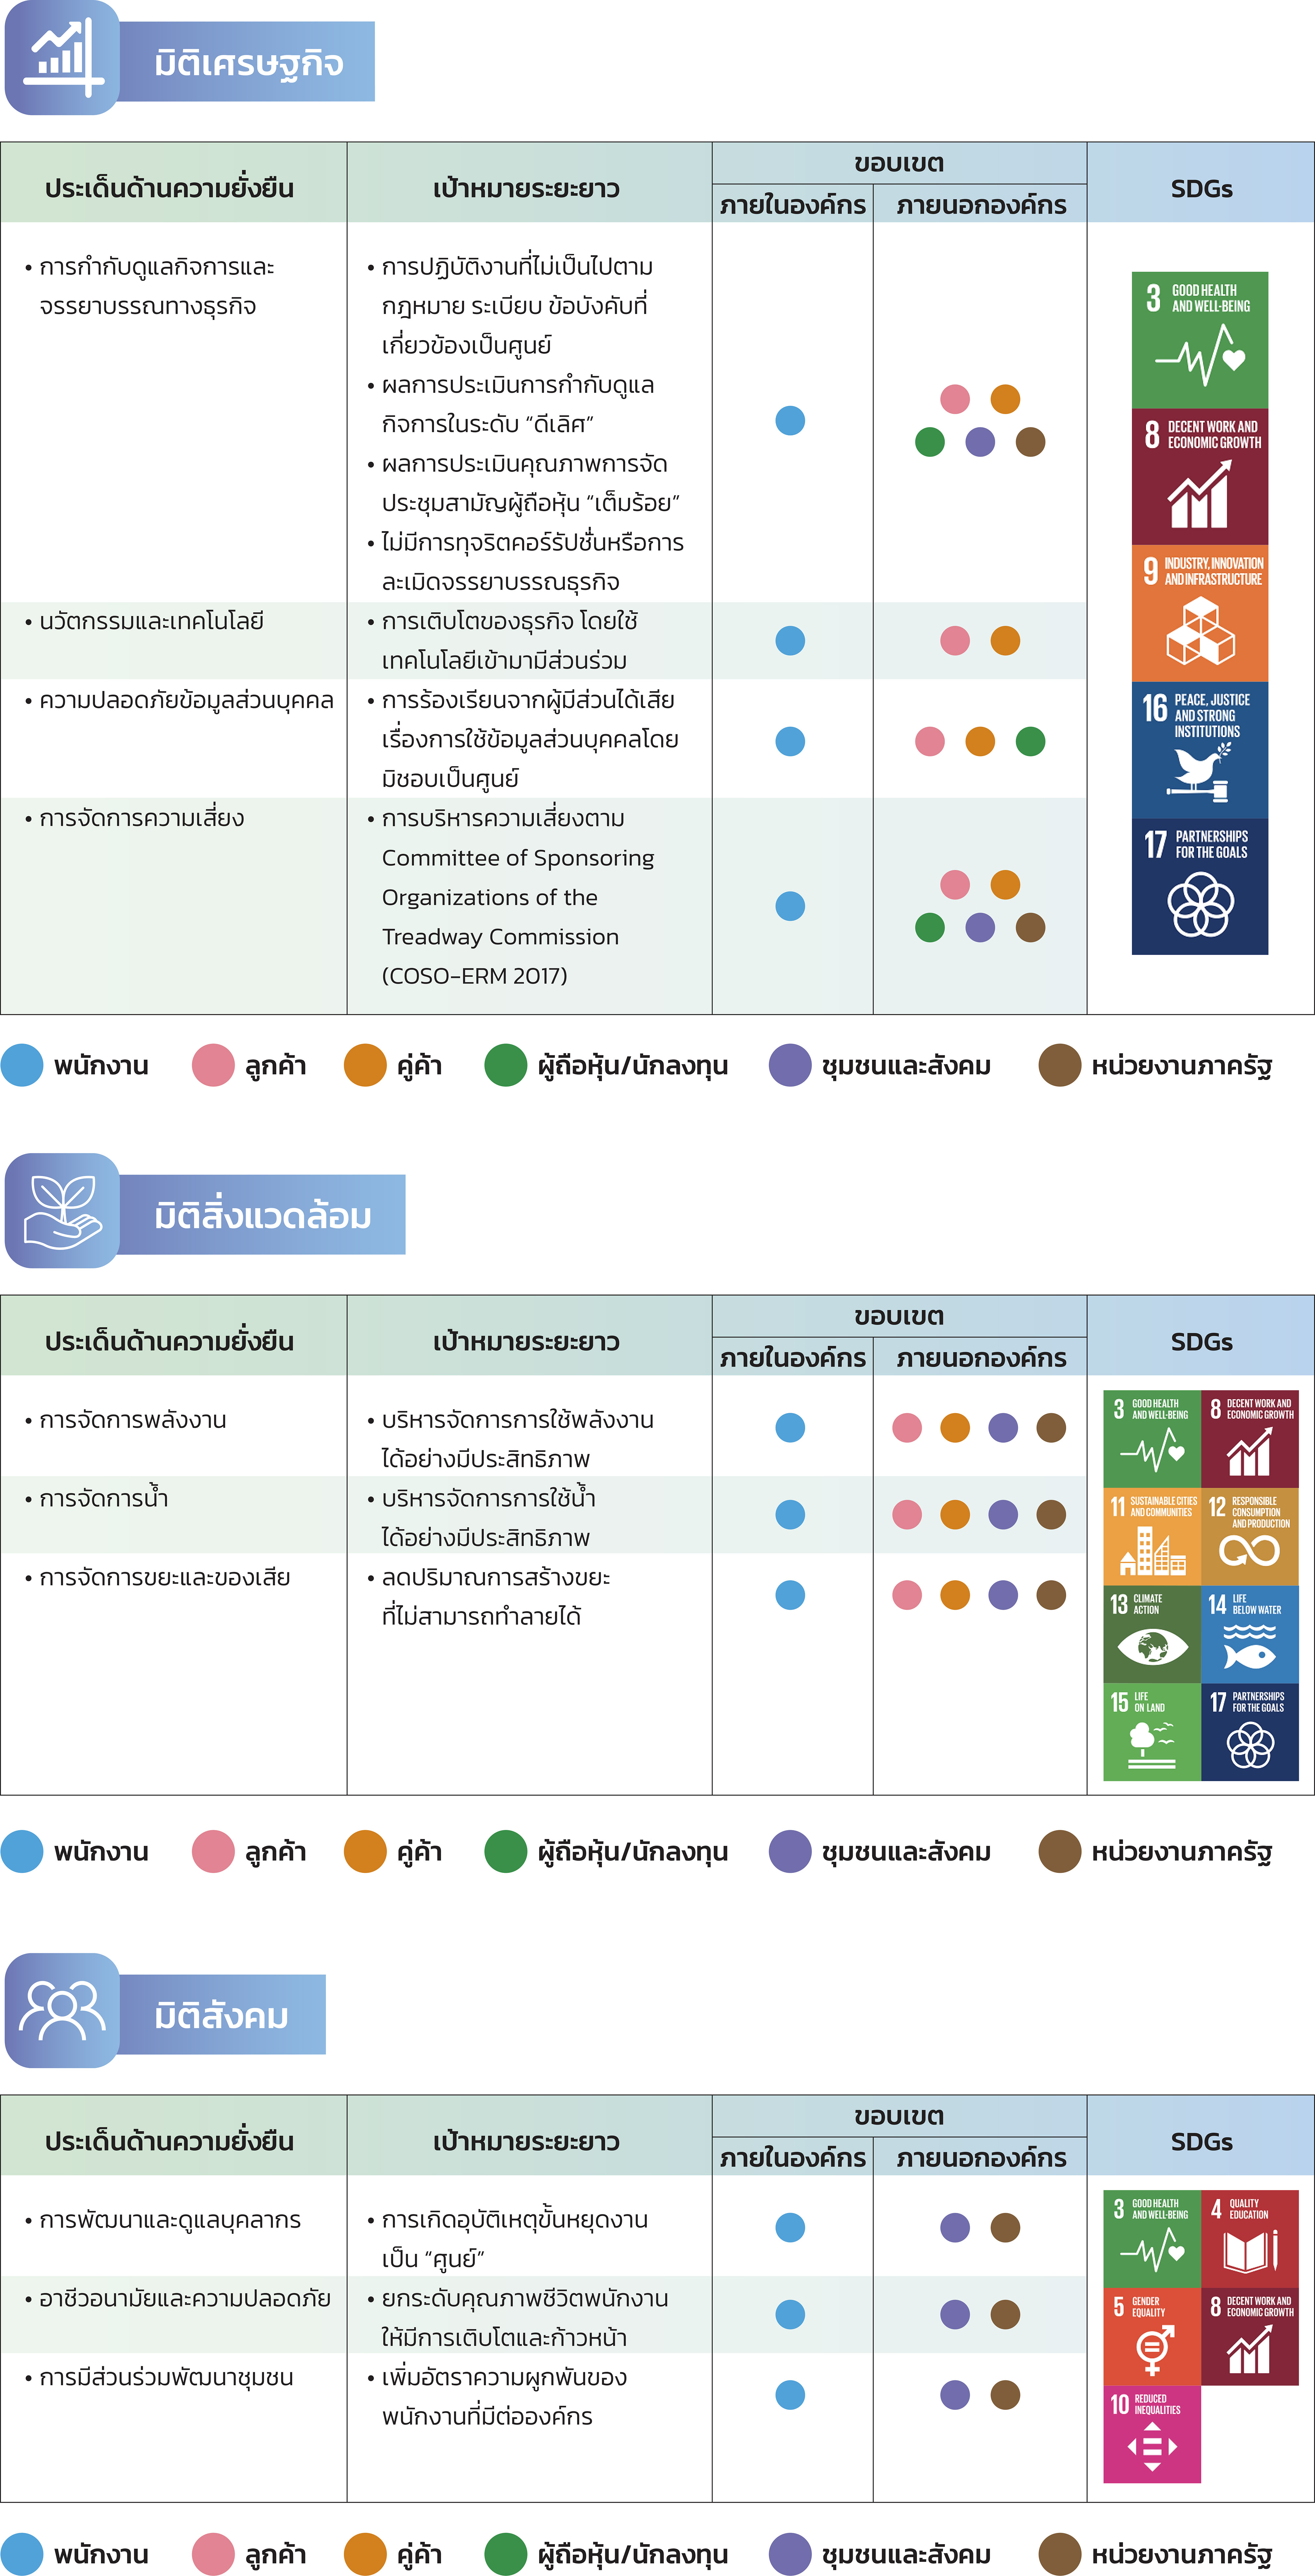 มิติเศรษฐกิจ
ประเด็นด้านความยั่งยืน
เป้าหมายระยะยาว
ขอบเขต
ภายในองค์กร
ภายนอกองค์กร
SDGs
• การกำกับดูแลกิจการและ
จรรยาบรรณทางธุรกิจ
• การปฏิบัติงานที่ไม่เป็นไปตาม
กฎหมาย ระเบียบ ข้อบังคับที่
เกี่ยวข้องเป็นศูนย์
• ผลการประเมินการกำกับดูแล
กิจการในระดับ “ดีเลิศ”
• ผลการประเมินคุณภาพการจัด
ประชุมสามัญผู้ถือหุ้น “เต็มร้อย”
• ไม่มีการทุจริตคอร์รัปชั่นหรือการ
ละเมิดจรรยาบรรณธุรกิจ
• นวัตกรรมและเทคโนโลยี
• การเติบโตของธุรกิจ โดยใช้
เทคโนโลยีเข้ามามีส่วนร่วม
• ความปลอดภัยข้อมูลส่วนบุคคล
• การร้องเรียนจากผู้มีส่วนได้เสีย
เรื่องการใช้ข้อมูลส่วนบุคคลโดย
มิชอบเป็นศูนย์
• การจัดการความเสี่ยง
• การบริหารความเสี่ยงตาม
Committee of Sponsoring
Organizations of the
Treadway Commission
(COSO-ERM 2017)
3 GOOD HEALTH
AND WELL-BEING
8 DECENT WORK AND
ECONOMIC GROWTH
9 INDUSTRY, INNOVATION
AND INFRASTRUCTURE
16 PEACE, JUSTICE
AND STRONG
INSTITUTIONS
17 PARTNERSHIPS
FOR THE GOALS
พนักงาน ลูกค้า คู่ค้า ผู้ถือหุ้น/นักลงทุน ชุมชนและสังคม หน่วยงานภาครัฐ
มิติสิ่งแวดล้อม
ประเด็นด้านความยั่งยืน
เป้าหมายระยะยาว
ขอบเขต
ภายในองค์กร
ภายนอกองค์กร
SDGs
• การจัดการพลังงาน
• บริหารจัดการการใช้พลังงาน
ได้อย่างมีประสิทธิภาพ
• การจัดการน้ำ
• บริหารจัดการการใช้น้ำ
ได้อย่างมีประสิทธิภาพ
• การจัดการขยะและของเสีย
• ลดปริมาณการสร้างขยะ
ที่ไม่สามารถทำลายได้
3 GOOD HEALTH
AND WELL-BEING
8 DECENT WORK AND
ECONOMIC GROWTH
11 SUSTAINABLE CITIES
AND COMMUNITIES
12 RESPONSIBLE
CONSUMPTION
AND PRODUCTION
13 CLIMATE
ACTION
14 LIFE
BELOW WATER
15 LIFE
ON LAND
17 PARTNERSHIPS
FOR THE GOALS
พนักงาน ลูกค้า คู่ค้า ผู้ถือหุ้น/นักลงทุน ชุมชนและสังคม หน่วยงานภาครัฐ
มิติสังคม
ประเด็นด้านความยั่งยืน
เป้าหมายระยะยาว
ขอบเขต
ภายในองค์กร
ภายนอกองค์กร
SDGs
• การพัฒนาและดูแลบุคลากร
• การเกิดอุบัติเหตุขั้นหยุดงาน
เป็น “ศูนย์”
• อาชีวอนามัยและความปลอดภัย
• ยกระดับคุณภาพชีวิตพนักงาน
ให้มีการเติบโตและก้าวหน้า
• การมีส่วนร่วมพัฒนาชุมชน
• เพิ่มอัตราความผูกพันของ
พนักงานที่มีต่อองค์กร
3 GOOD HEALTH
AND WELL-BEING
4 QUALITY
EDUCATION
5 GENDER
EQUALITY
8 DECENT WORK AND
ECONOMIC GROWTH
10 REDUCED
INEQUALITIES
พนักงาน ลูกค้า คู่ค้า ผู้ถือหุ้น/นักลงทุน ชุมชนและสังคม หน่วยงานภาครัฐ